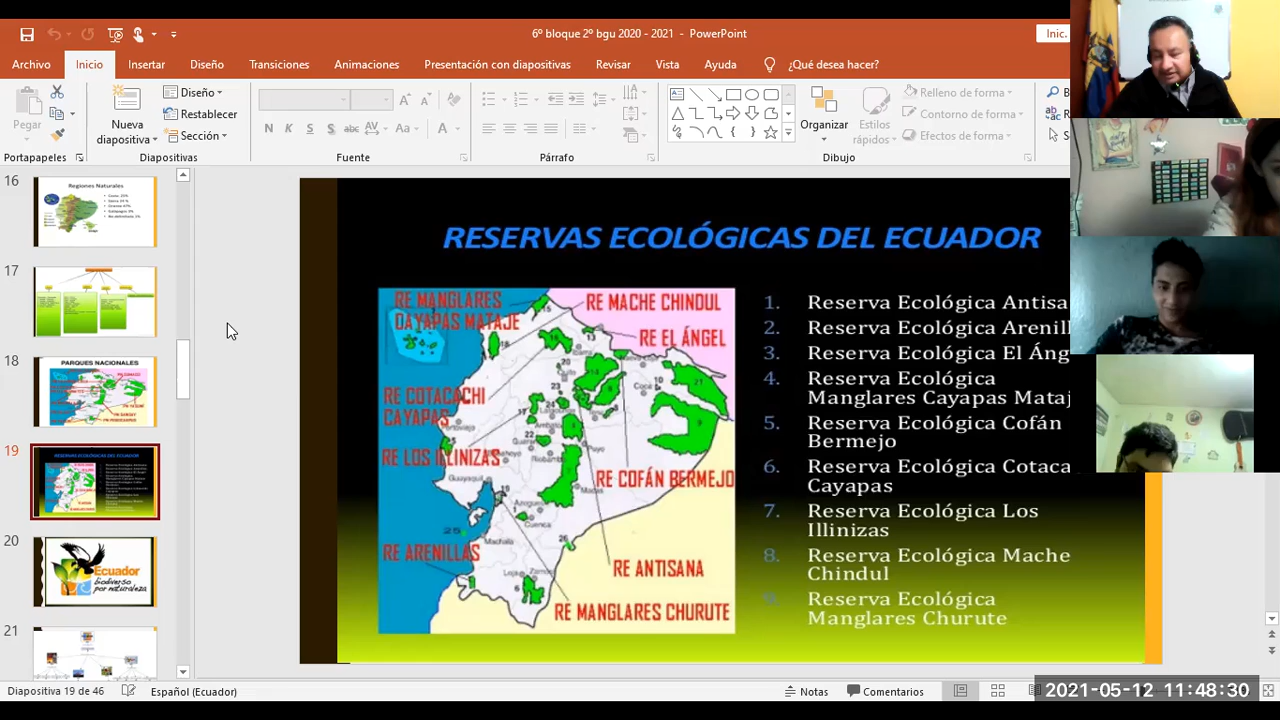 6º bloque 2º bgu 2020 - 2021 - PowerPoint
Inic.
Archivo
Inicio
Insertar
Diseño
Transiciones
Animaciones
Presentación con diapositivas
Revisar
Vista
Ayuda
¿Qué desea hacer?
Pegar
Nueva
diapositiva
Diseño
Restablecer
Sección
N
K
S
abc
AV
Aa
A
Organizar
Estilos
rápidos
Relleno de forma
Contorno de forma
Efectos de forma
Portapapeles
Diapositivas
Fuente
Párrafo
Dibujo
16
Regiones Naturales
17
18
PARQUES NACIONALES
19
20
Ecuador
Biodiverso
por naturaleza
21
RESERVAS ECOLÓGICAS DEL ECUADOR
RE MANGLARES
CAYAPAS MATAJE
RE MACHE CHINDUL
RE EL ÁNGEL
RE COTACACHI
CAYAPAS
RE LOS ILLINIZAS
RE COFÁN BERMEJO
RE ARENILLAS
RE ANTISANA
RE MANGLARES CHURUTE
1. Reserva Ecológica Antisa
2. Reserva Ecológica Arenill
3. Reserva Ecológica El Áng
4. Reserva Ecológica
Manglares Cayapas Mataj
5. Reserva Ecológica Cofán
Bermejo
6. Reserva Ecológica Cotaca
Cayapas
7. Reserva Ecológica Los
Illinizas
8. Reserva Ecológica Mache
Chindul
9. Reserva Ecológica
Manglares Churute
Diapositiva 19 de 46
Español (Ecuador)
Notas
Comentarios
2021-05-12 11:48:30